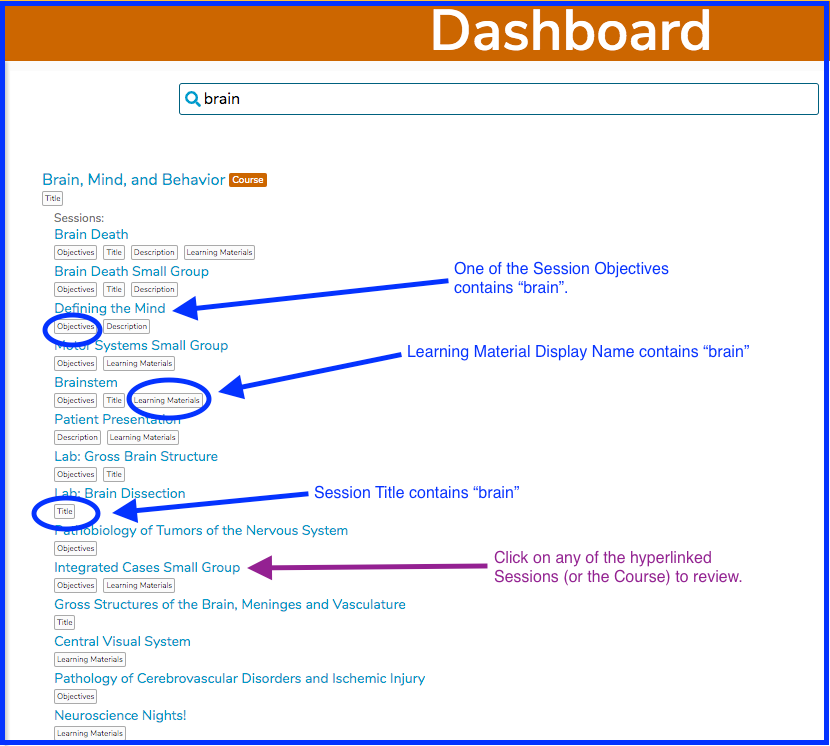 Dashboard
brain
Brain, Mind, and Behavior Course
Title
Sessions:
Brain Death
Objectives Title Description Learning Materials
Brain Death Small Group
One of the Session Objectives
contains “brain”.
Objectives Title Description
Defining the Mind
Objectives Description
Motor Systems Small Group
Learning Material Display Name contains “brain”
Objectives Learning Materials
Brainstem
Objectives Title Learning Materials
Patient Presentation
Description Learning Materials
Lab: Gross Brain Structure
Objectives Title
Lab: Brain Dissection
Session Title contains “brain”
Title
Pathobiology of Tumors of the Nervous System
Objectives
Integrated Cases Small Group
Click on any of the hyperlinked
Sessions (or the Course) to review.
Objectives Learning Materials
Gross Structures of the Brain, Meninges and Vasculature
Title
Central Visual System
Learning Materials
Pathology of Cerebrovascular Disorders and Ischemic Injury
Objectives
Neuroscience Nights!
Learning Materials